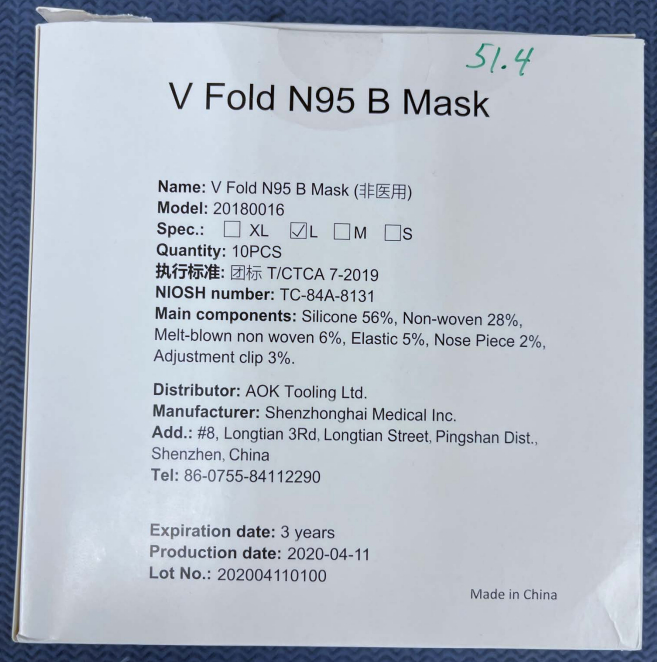 51.4
V Fold N95 B Mask
Name: V Fold N95 B Mask (非医用)
Model: 20180016
Spec.: ☐ XL ☑L ☐M ☐S
Quantity: 10PCS
执行标准: 团标 T/CTCA 7-2019
NIOSH number: TC-84A-8131
Main components: Silicone 56%, Non-woven 28%,
Melt-blown non woven 6%, Elastic 5%, Nose Piece 2%,
Adjustment clip 3%.
Distributor: AOK Tooling Ltd.
Manufacturer: Shenzhonghai Medical Inc.
Add.: #8, Longtian 3Rd, Longtian Street, Pingshan Dist.,
Shenzhen, China
Tel: 86-0755-84112290
Expiration date: 3 years
Production date: 2020-04-11
Lot No.: 202004110100
Made in China